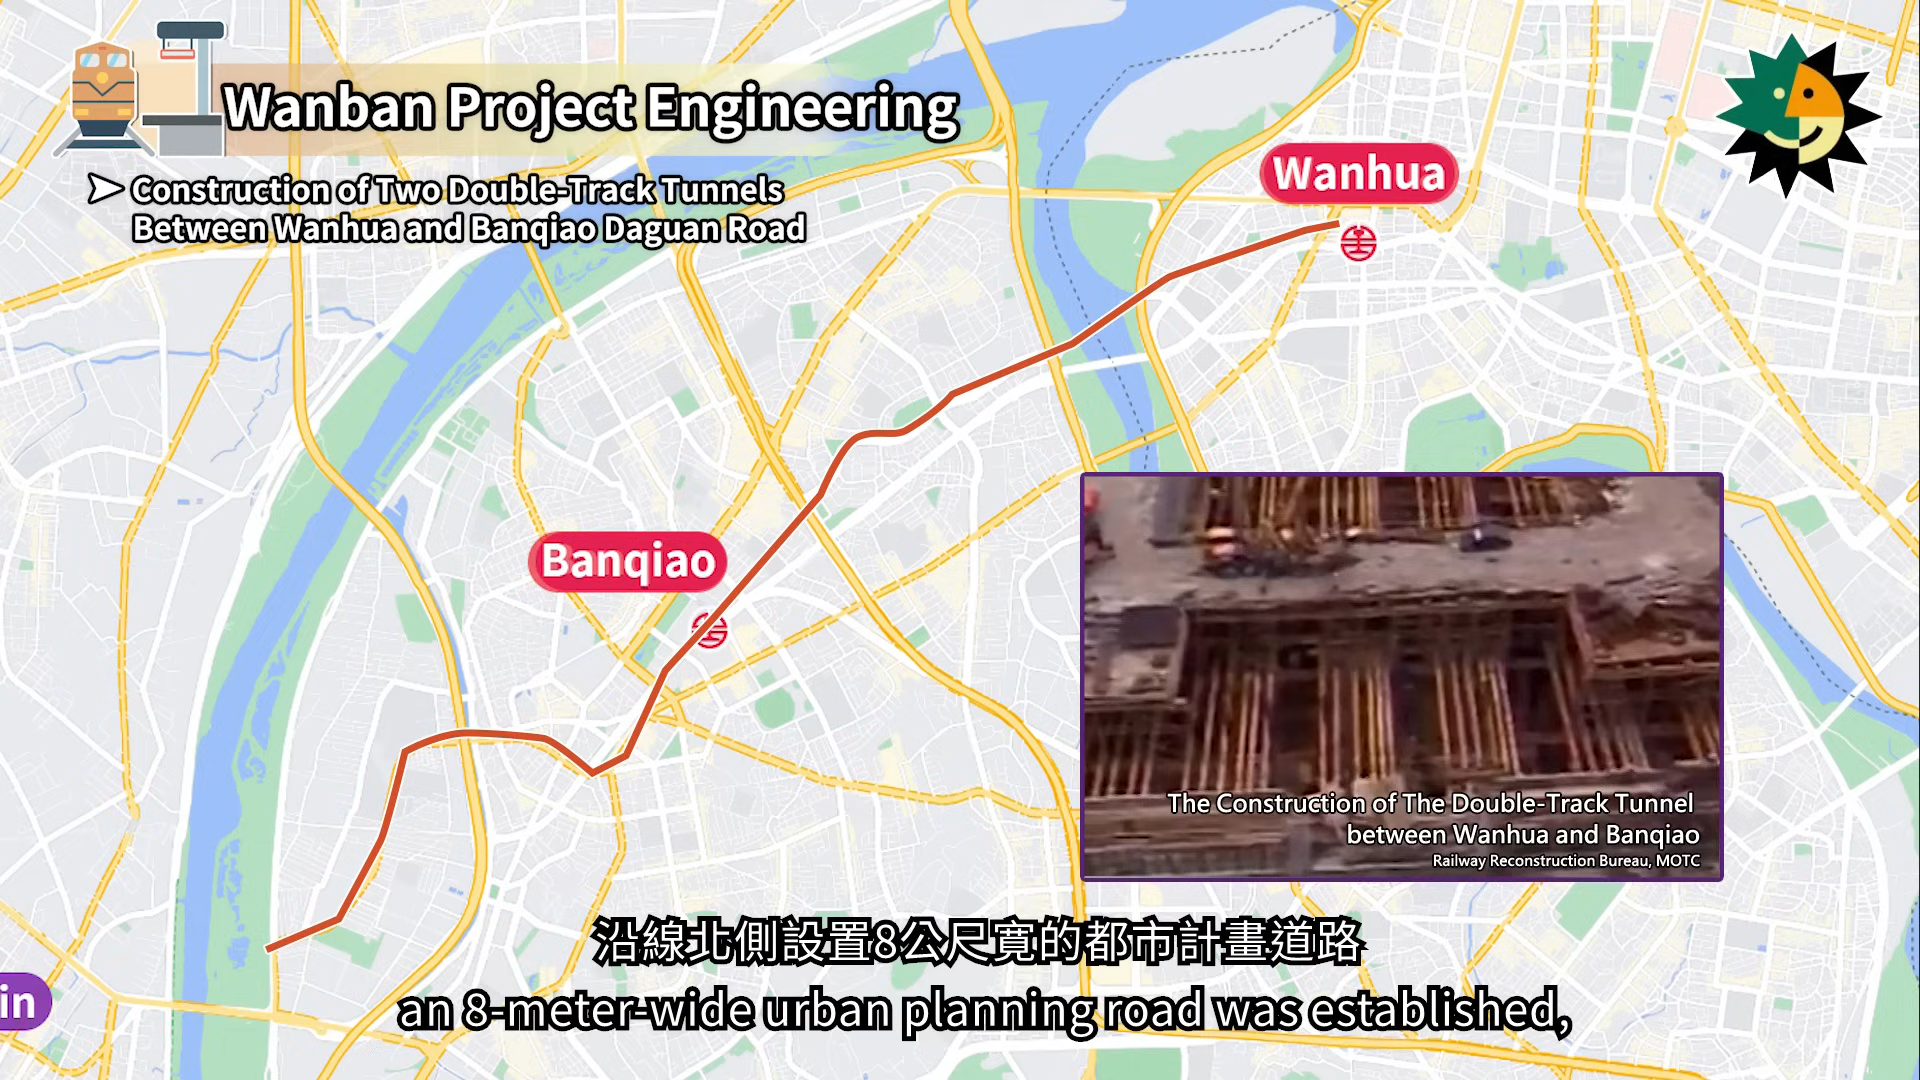 Wanban Project Engineering
Construction of Two Double-Track Tunnels
Between Wanhua and Banqiao Daguan Road
Wanhua
Banqiao
The Construction of The Double-Track Tunnel
between Wanhua and Banqiao
Railway Reconstruction Bureau, MOTC
in
沿線北側設置8公尺寬的都市計畫道路
an 8-meter-wide urban planning road was established,